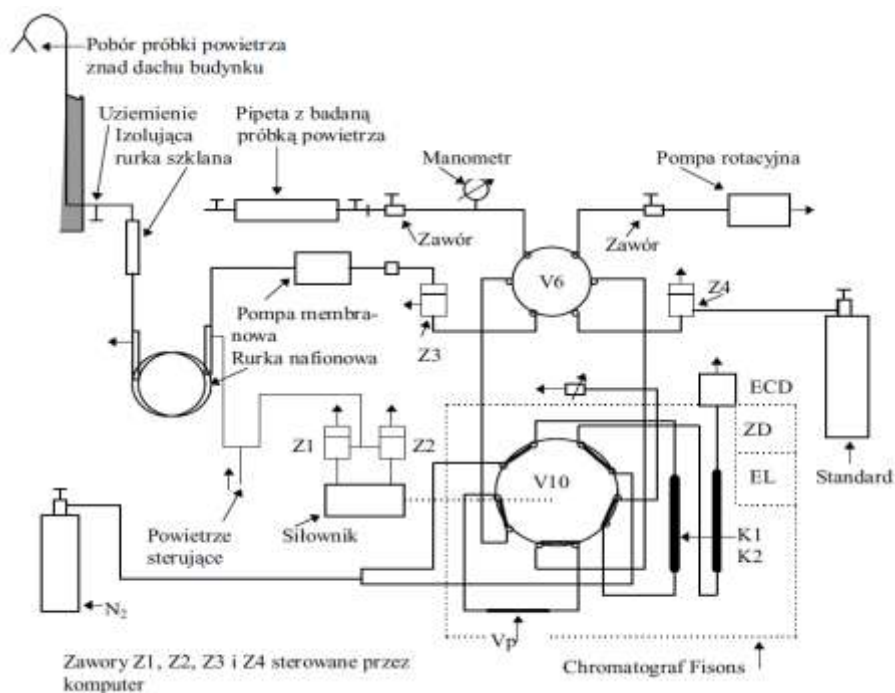 Pobór próbki powietrza
znad dachu budynku
Uziemienie
Izolująca
rurka szklana
Pipeta z badaną
próbką powietrza
Manometr
Pompa rotacyjna
Zawór
Zawór
V6
Z4
Pompa membra-
nowa
Z3
Rurka nafionowa
ECD
ZD
EL
Standard
Z1
Z2
V10
Siłownik
Powietrze
sterujące
K1
K2
N2
Vp
Chromatograf Fisons
Zawory Z1, Z2, Z3 i Z4 sterowane przez
komputer